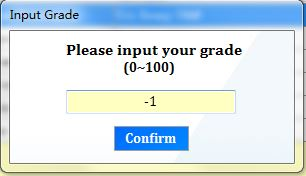 Input Grade
Please input your grade
(0~100)
-1
Confirm